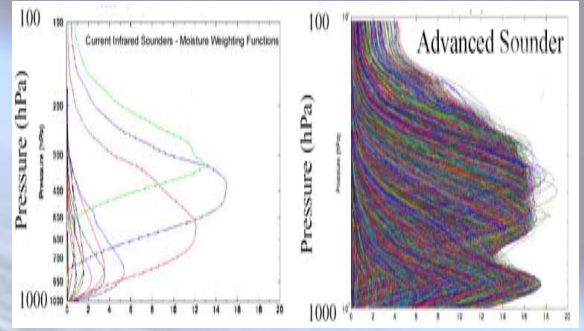 100
100
Current Infrared Sounders - Moisture Weighting Functions
Pressure (hPa)
Pressure (hPa)
200
300
400
500
600
700
850
1000
1000
0 2 4 6 8 10 12 14 16 18 20
100
Advanced Sounder
Pressure (hPa)
1000
0 2 4 6 8 10 12 14 16 18 20